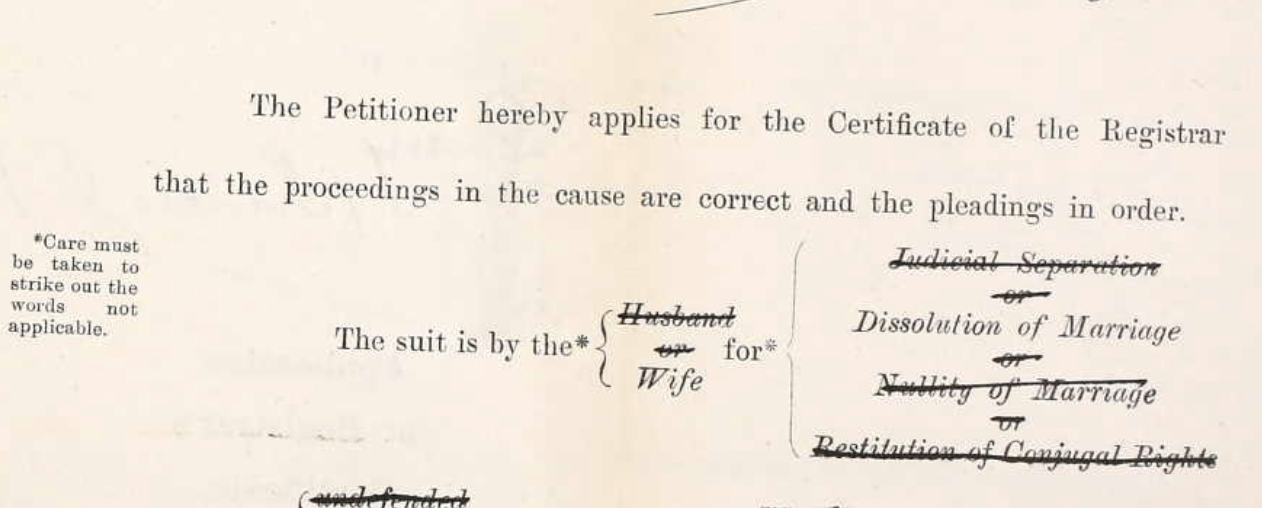 The Petitioner hereby applies for the Certificate of the Registrar
that the proceedings in the cause are correct and the pleadings in order.
*Care must
be taken to
strike out the
words not
applicable.
The suit is by the*
Husband
or
Wife
for*
Judicial Separation
or
Dissolution of Marriage
or
Nullity of Marriage
or
Restitution of Conjugal Rights
undefended